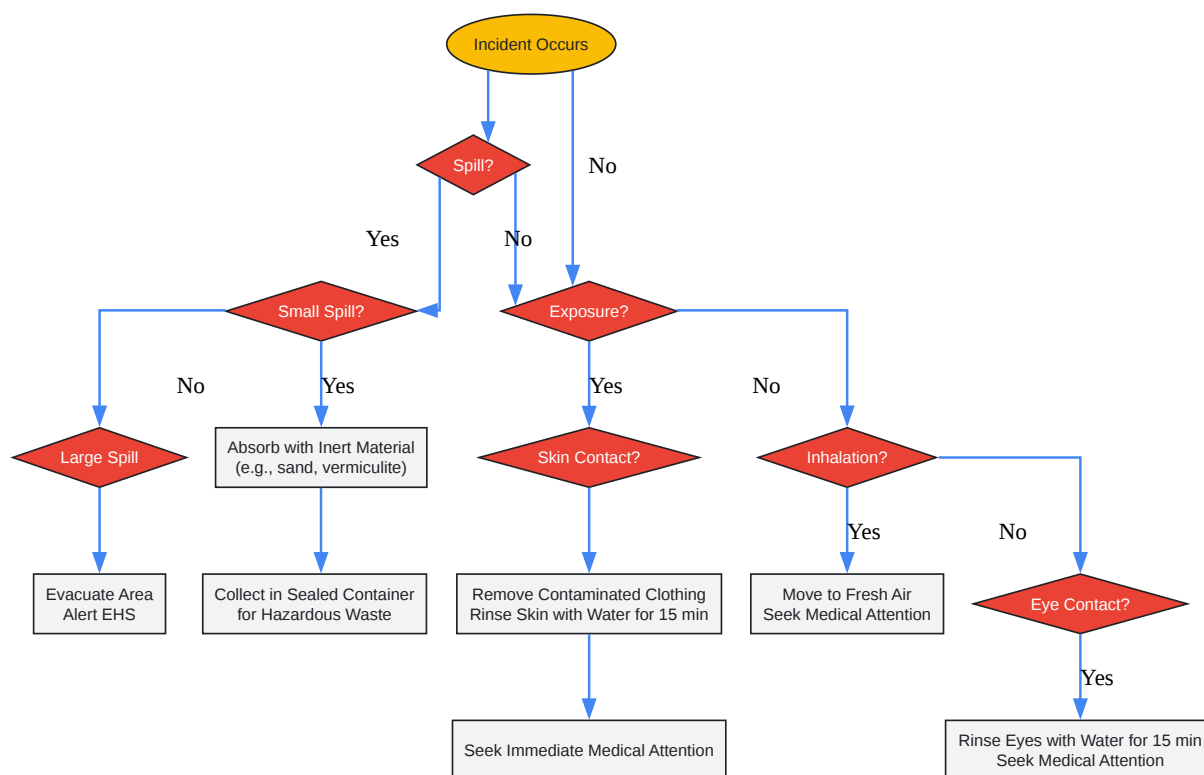 Incident Occurs
Spill?
No
Yes
No
Small Spill?
Exposure?
No
Yes
Yes
No
Large Spill
Absorb with Inert Material
(e.g., sand, vermiculite)
Skin Contact?
Inhalation?
Yes
No
Evacuate Area
Alert EHS
Collect in Sealed Container
for Hazardous Waste
Remove Contaminated Clothing
Rinse Skin with Water for 15 min
Move to Fresh Air
Seek Medical Attention
Eye Contact?
Yes
Seek Immediate Medical Attention
Rinse Eyes with Water for 15 min
Seek Medical Attention